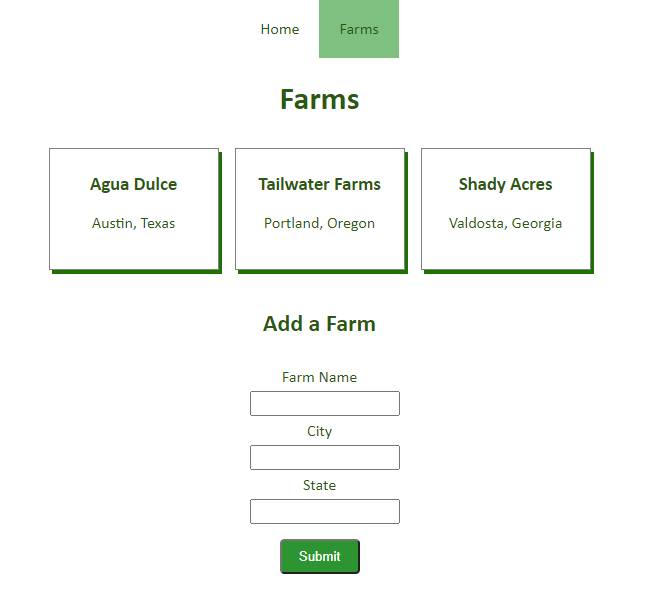 Home Farms
Farms
Agua Dulce Tailwater Farms Shady Acres
Austin, Texas Portland, Oregon Valdosta, Georgia
Add a Farm
Farm Name
City
State
Submit